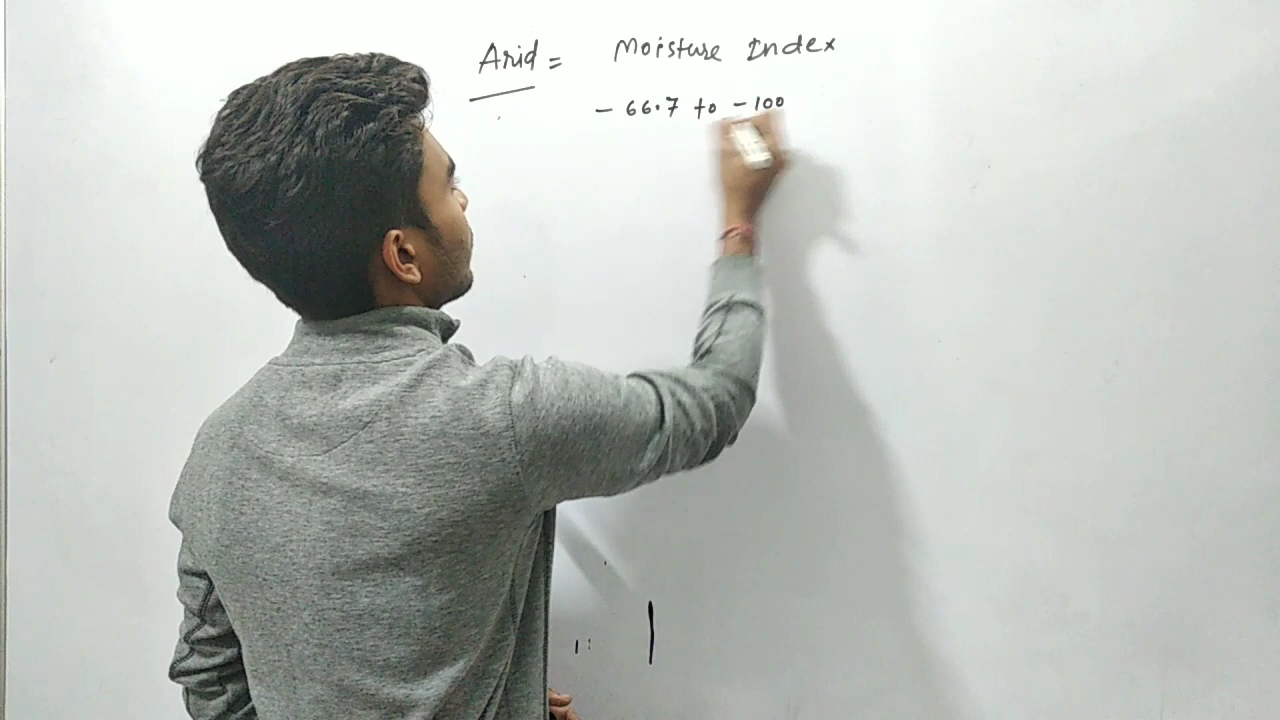 Arid = Moisture Index
- 66.7 to -100